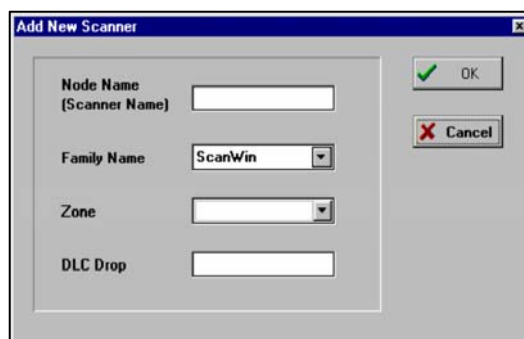 Add New Scanner
Node Name
(Scanner Name)
OK
Cancel
Family Name
ScanWin
Zone
DLC Drop